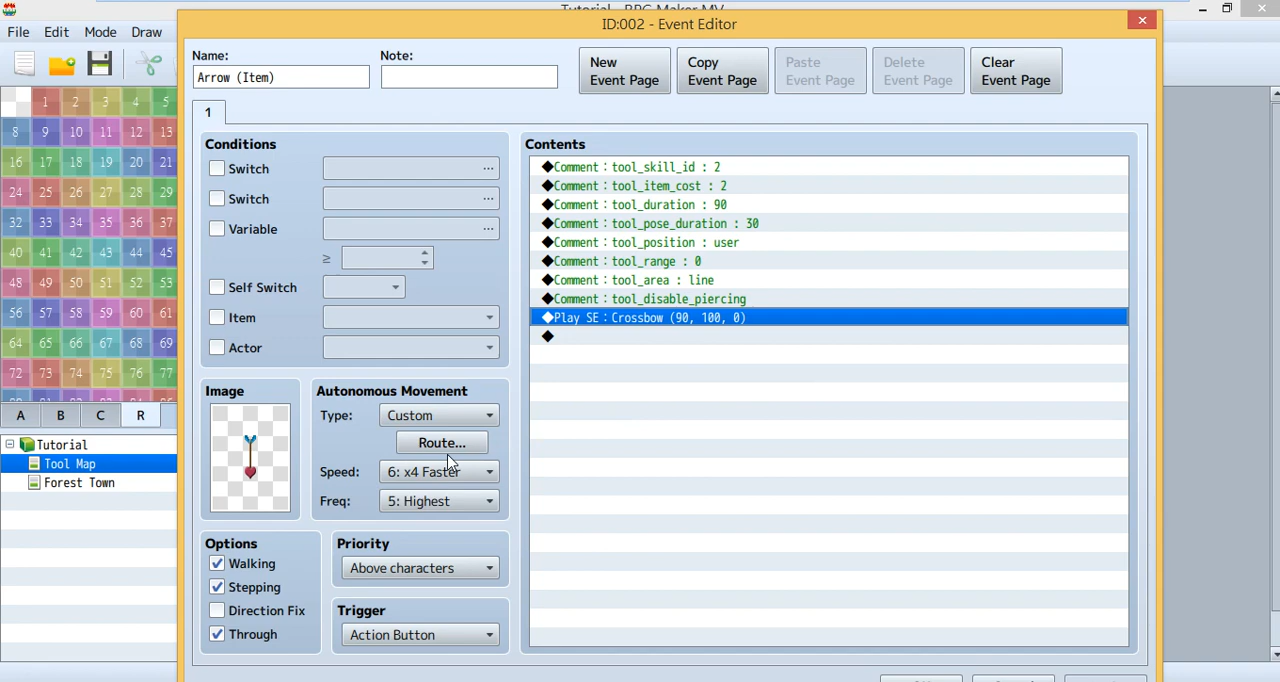 Tutorial - RPG Maker MV
ID:002 - Event Editor
File Edit Mode Draw
Name: Note:
Arrow (Item)
New Event Page
Copy Event Page
Paste Event Page
Delete Event Page
Clear Event Page
1
Conditions
Switch ...
Switch ...
Variable ...
≥
Self Switch
Item
Actor
Image
Autonomous Movement
Type: Custom
Route...
Speed: 6: x4 Faster
Freq: 5: Highest
Options
Walking
Stepping
Direction Fix
Through
Priority
Above characters
Trigger
Action Button
Contents
◆Comment : tool_skill_id : 2
◆Comment : tool_item_cost : 2
◆Comment : tool_duration : 90
◆Comment : tool_pose_duration : 30
◆Comment : tool_position : user
◆Comment : tool_range : 0
◆Comment : tool_area : line
◆Comment : tool_disable_piercing
◆Play SE : Crossbow (90, 100, 0)
◆
1 2 3 4 5
8 9 10 11 12 13
16 17 18 19 20 21
24 25 26 27 28 29
32 33 34 35 36 37
40 41 42 43 44 45
48 49 50 51 52 53
56 57 58 59 60 61
64 65 66 67 68 69
72 73 74 75 76 77
A B C R
Tutorial
Tool Map
Forest Town